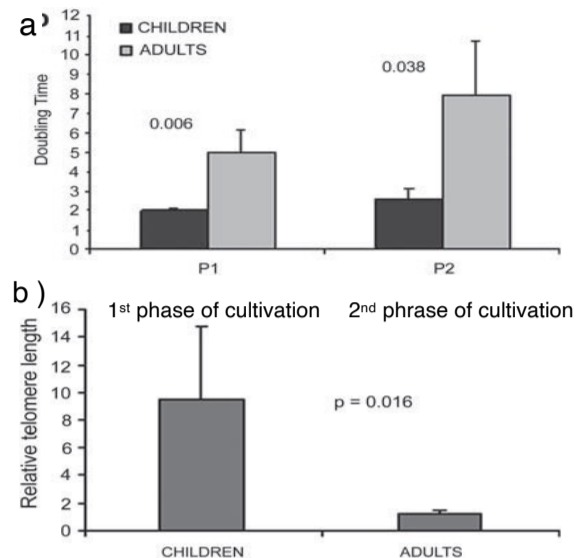 a
12
11
10
9
8
7
6
5
4
3
2
1
0
Doubling Time
CHILDREN
ADULTS
0.006
0.038
P1
P2
b )
1st phase of cultivation
2nd phrase of cultivation
16
14
12
10
8
6
4
2
0
Relative telomere length
p = 0.016
CHILDREN
ADULTS